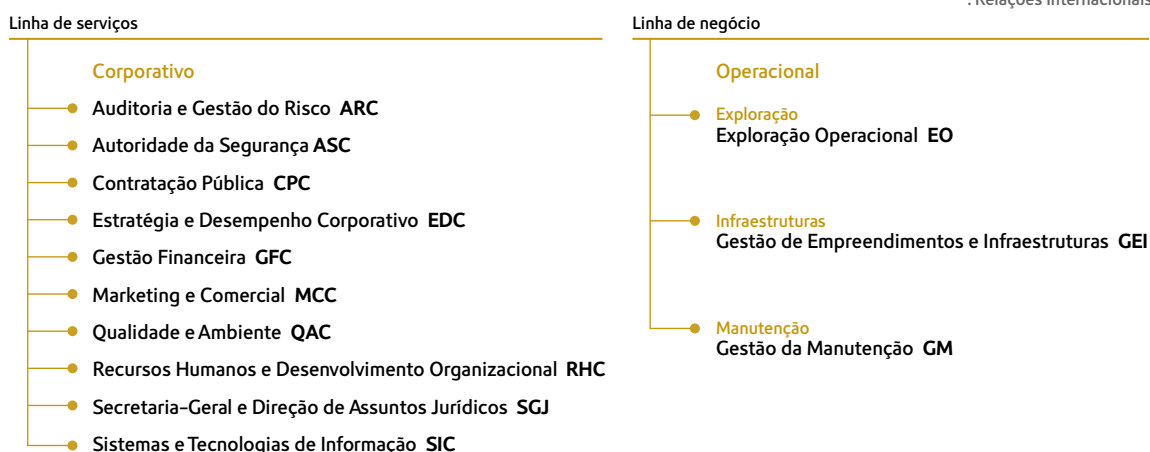 . Relações Internacionais
Linha de serviços
Corporativo
Auditoria e Gestão do Risco ARC
Autoridade da Segurança ASC
Contratação Pública CPC
Estratégia e Desempenho Corporativo EDC
Gestão Financeira GFC
Marketing e Comercial MCC
Qualidade e Ambiente QAC
Recursos Humanos e Desenvolvimento Organizacional RHC
Secretaria-Geral e Direção de Assuntos Jurídicos SGJ
Sistemas e Tecnologias de Informação SIC
Linha de negócio
Operacional
Exploração
Exploração Operacional EO
Infraestruturas
Gestão de Empreendimentos e Infraestruturas GEI
Manutenção
Gestão da Manutenção GM